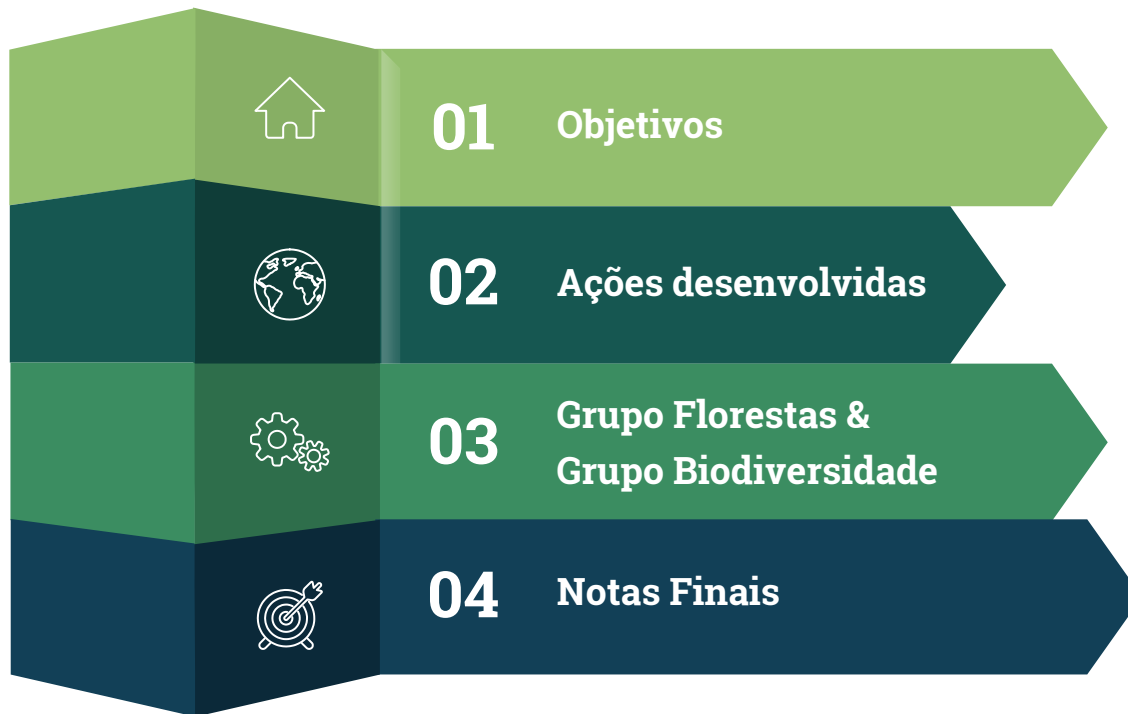 01 Objetivos
02 Ações desenvolvidas
03 Grupo Florestas &
Grupo Biodiversidade
04 Notas Finais